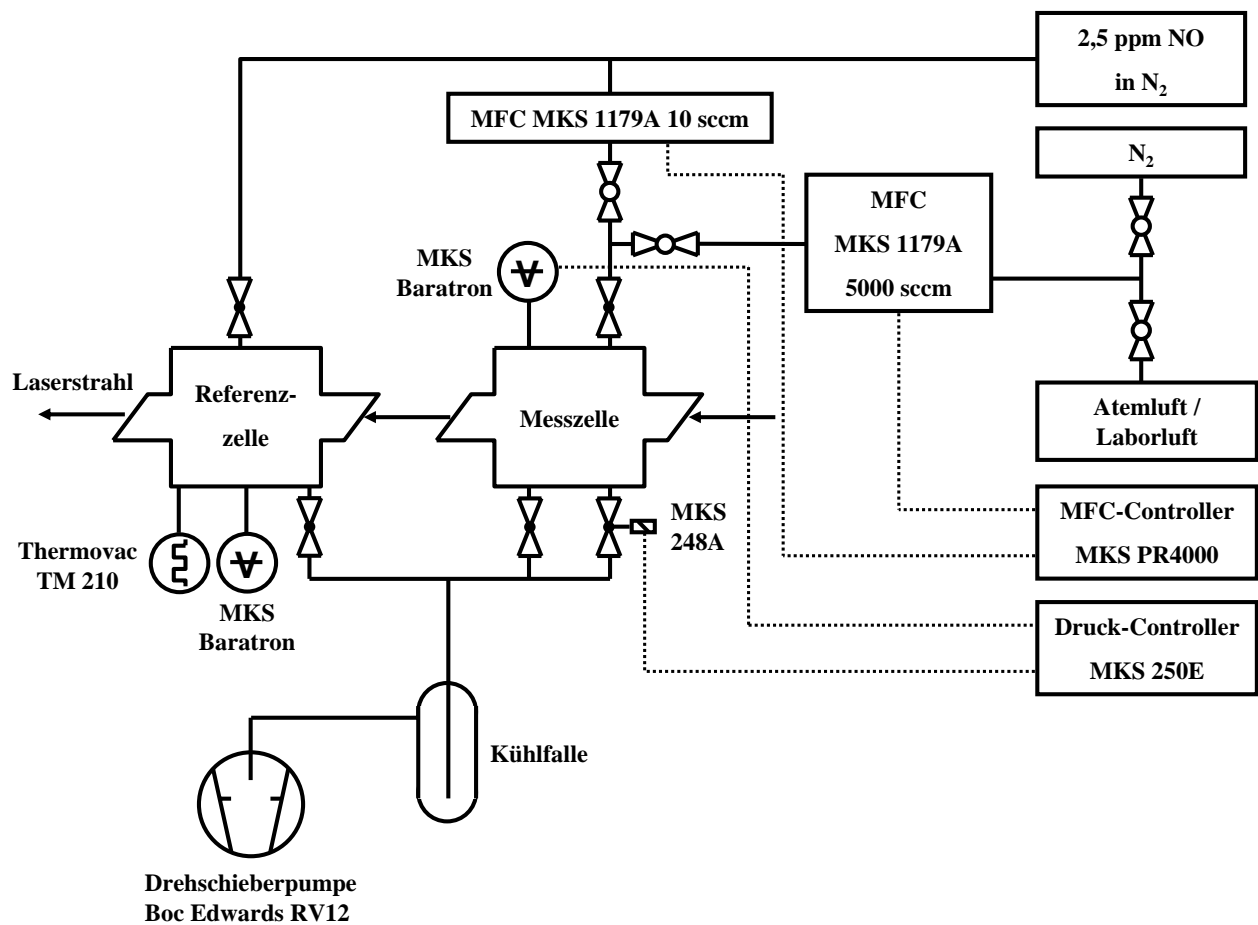 2,5 ppm NO
in N₂
MFC MKS 1179A 10 sccm
N₂
MFC
MKS 1179A
5000 sccm
MKS
Baratron
Laserstrahl
Referenz-
zelle
Messzelle
Atemluft /
Laborluft
MKS
248A
MFC-Controller
MKS PR4000
Thermovac
TM 210
MKS
Baratron
Druck-Controller
MKS 250E
Kühlfalle
Drehschieberpumpe
Boc Edwards RV12